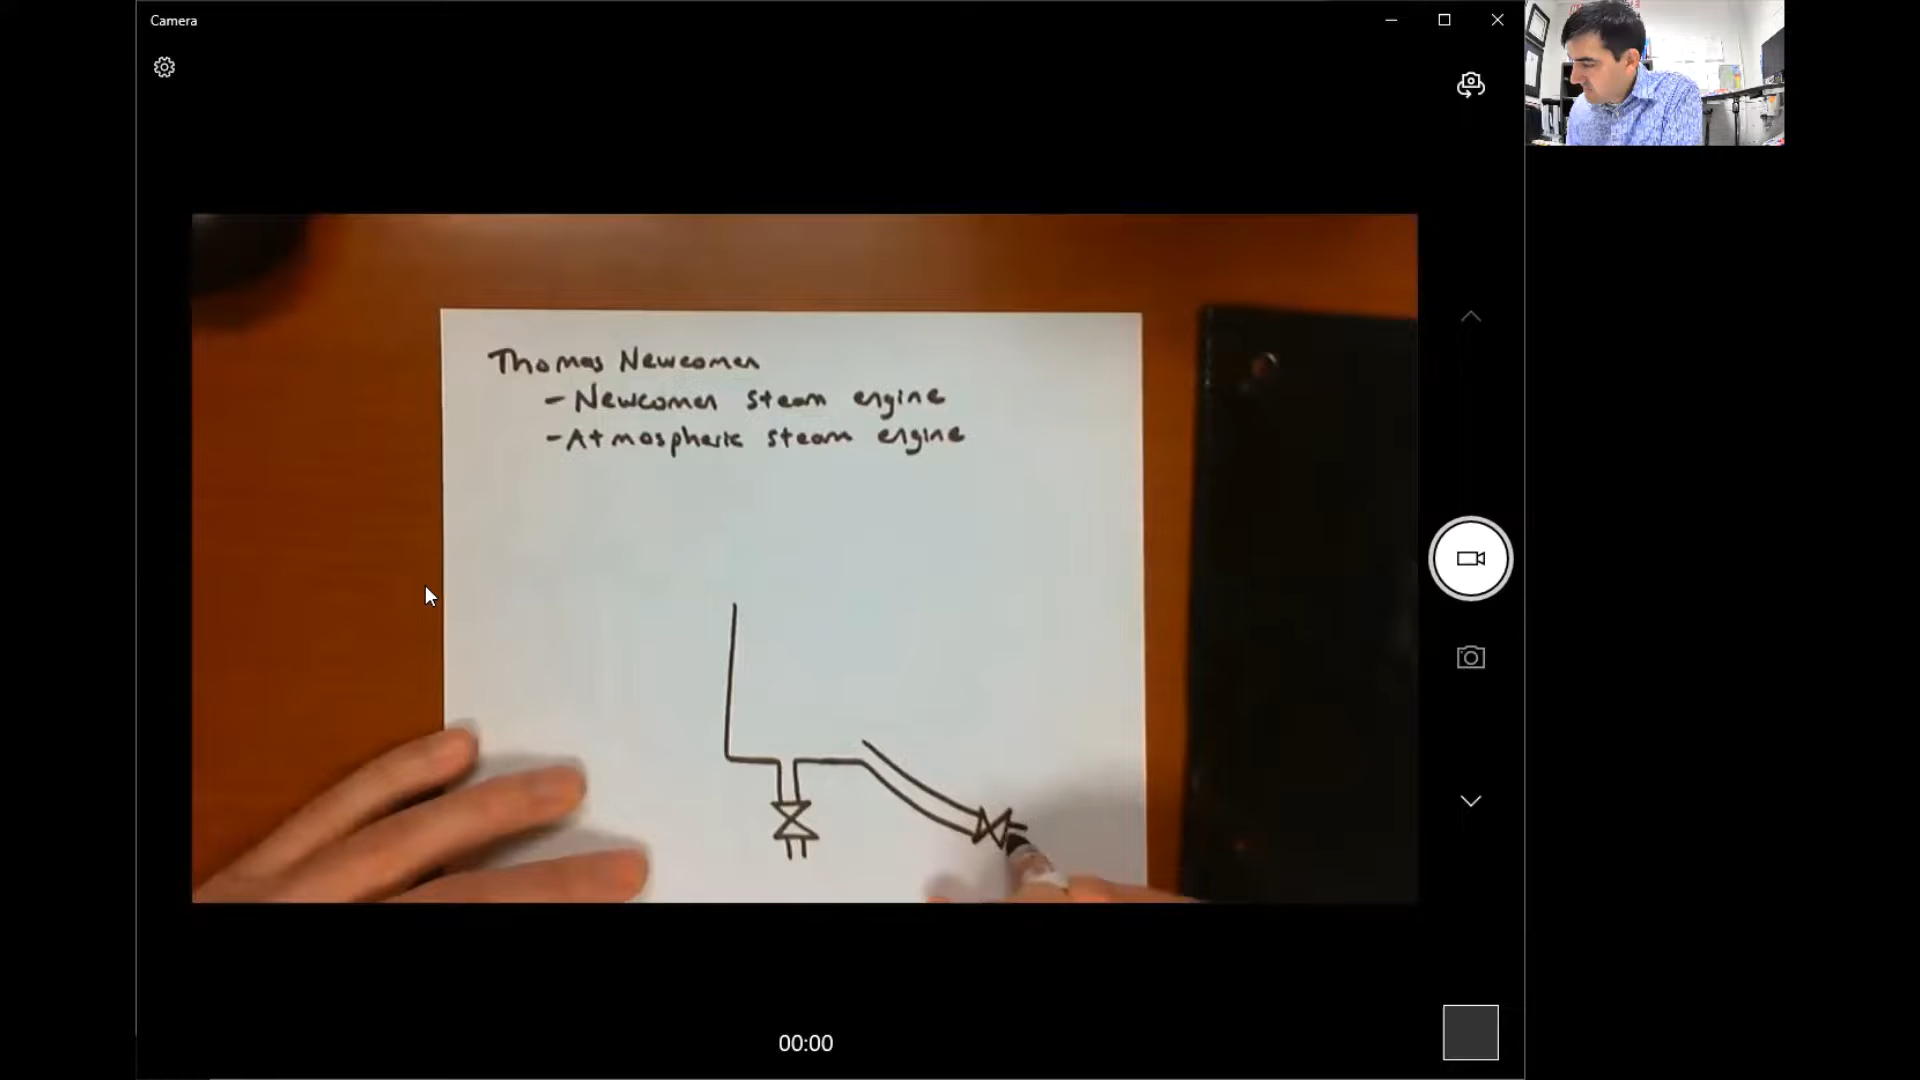 Camera
Thomas Newcomen
- Newcomen steam engine
- Atmospheric steam engine
00:00